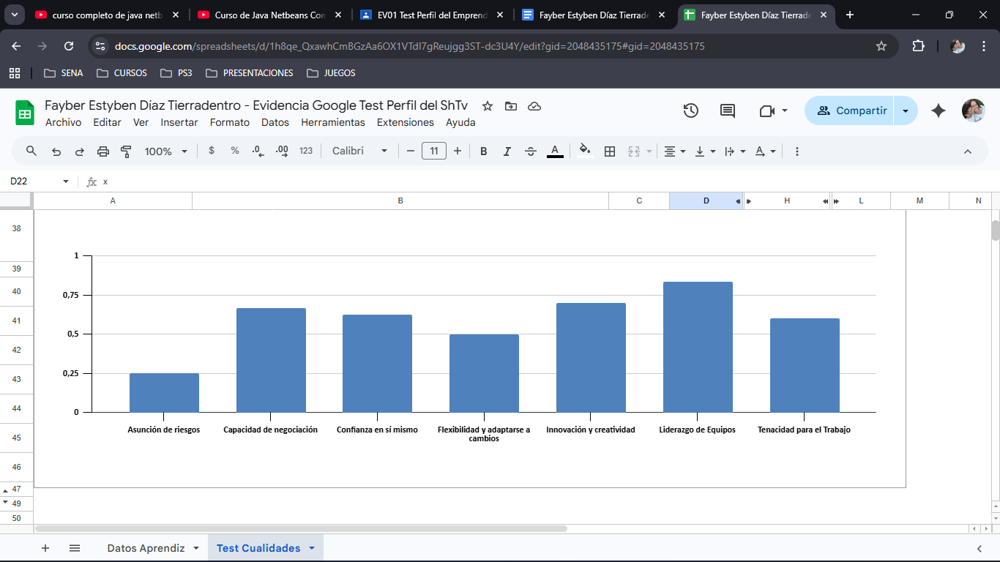 curso completo de java netb
Curso de Java Netbeans Com
EV01 Test Perfil del Emprend
Fayber Estyben Díaz Tierrade
Fayber Estyben Díaz Tierrade
docs.google.com/spreadsheets/d/1h8qe_QxawhCmBGzAa6OX1VTdI7gReujgg3ST-dc3U4Y/edit?gid=2048435175#gid=2048435175
SENA CURSOS PS3 PRESENTACIONES JUEGOS
Fayber Estyben Díaz Tierradentro - Evidencia Google Test Perfil del ShTv
Archivo Editar Ver Insertar Formato Datos Herramientas Extensiones Ayuda
Compartir
100% $ % .0 .00 123 Calibri 11 B I A
D22 fx x
A B C D H L M N
38
39
40
41
42
43
44
45
46
47
49
50
1
0,75
0,5
0,25
0
Asunción de riesgos
Capacidad de negociación
Confianza en sí mismo
Flexibilidad y adaptarse a
cambios
Innovación y creatividad
Liderazgo de Equipos
Tenacidad para el Trabajo
Datos Aprendiz Test Cualidades